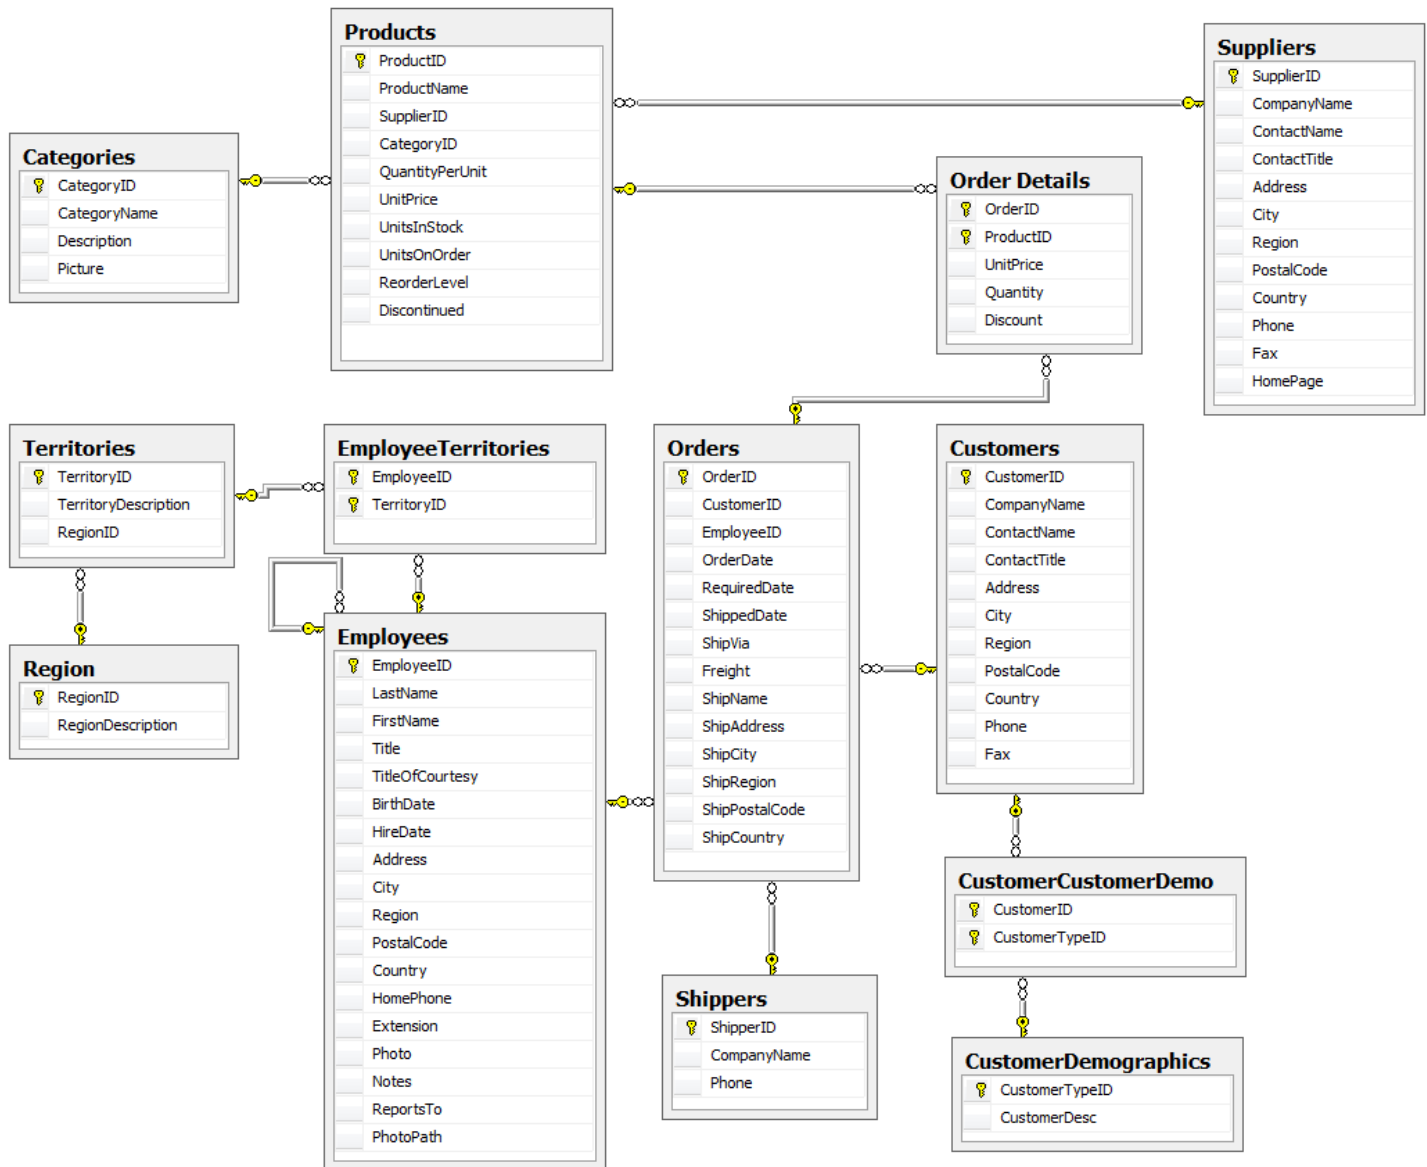 Products
ProductID
ProductName
SupplierID
CategoryID
QuantityPerUnit
UnitPrice
UnitsInStock
UnitsOnOrder
ReorderLevel
Discontinued
Suppliers
SupplierID
CompanyName
ContactName
ContactTitle
Address
City
Region
PostalCode
Country
Phone
Fax
HomePage
Categories
CategoryID
CategoryName
Description
Picture
Order Details
OrderID
ProductID
UnitPrice
Quantity
Discount
Territories
TerritoryID
TerritoryDescription
RegionID
EmployeeTerritories
EmployeeID
TerritoryID
Orders
OrderID
CustomerID
EmployeeID
OrderDate
RequiredDate
ShippedDate
ShipVia
Freight
ShipName
ShipAddress
ShipCity
ShipRegion
ShipPostalCode
ShipCountry
Customers
CustomerID
CompanyName
ContactName
ContactTitle
Address
City
Region
PostalCode
Country
Phone
Fax
Region
RegionID
RegionDescription
Employees
EmployeeID
LastName
FirstName
Title
TitleOfCourtesy
BirthDate
HireDate
Address
City
Region
PostalCode
Country
HomePhone
Extension
Photo
Notes
ReportsTo
PhotoPath
CustomerCustomerDemo
CustomerID
CustomerTypeID
Shippers
ShipperID
CompanyName
Phone
CustomerDemographics
CustomerTypeID
CustomerDesc